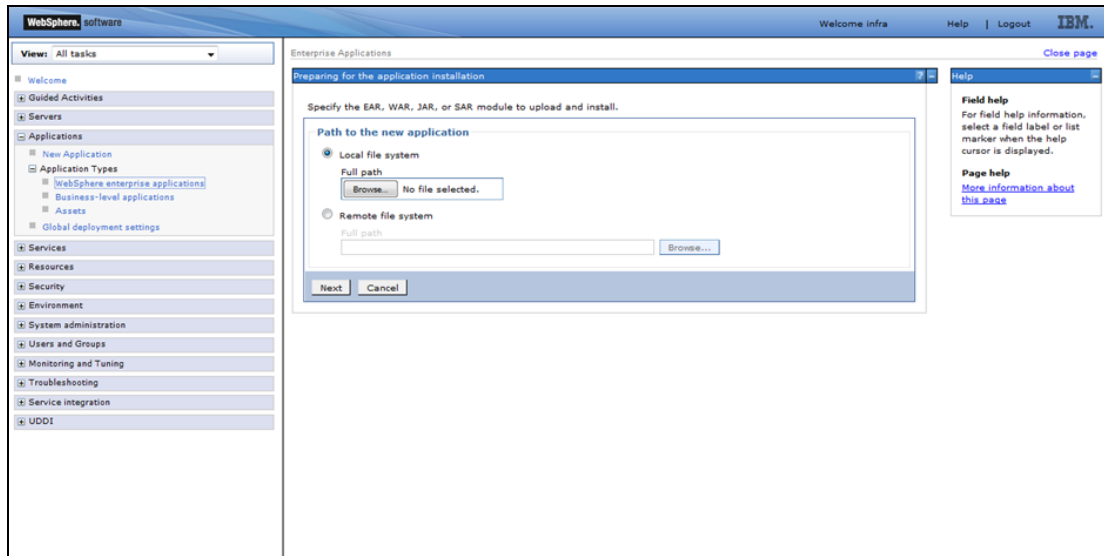 WebSphere. software
Welcome infra
Help | Logout
IBM.
View: All tasks
Welcome
Guided Activities
Servers
Applications
New Application
Application Types
WebSphere enterprise applications
Business-level applications
Assets
Global deployment settings
Services
Resources
Security
Environment
System administration
Users and Groups
Monitoring and Tuning
Troubleshooting
Service integration
UDDI
Enterprise Applications
Close page
Preparing for the application installation
Specify the EAR, WAR, JAR, or SAR module to upload and install.
Path to the new application
Local file system
Full path
Browse... No file selected.
Remote file system
Full path
Browse...
Next Cancel
Help
Field help
For field help information,
select a field label or list
marker when the help
cursor is displayed.
Page help
More information about
this page